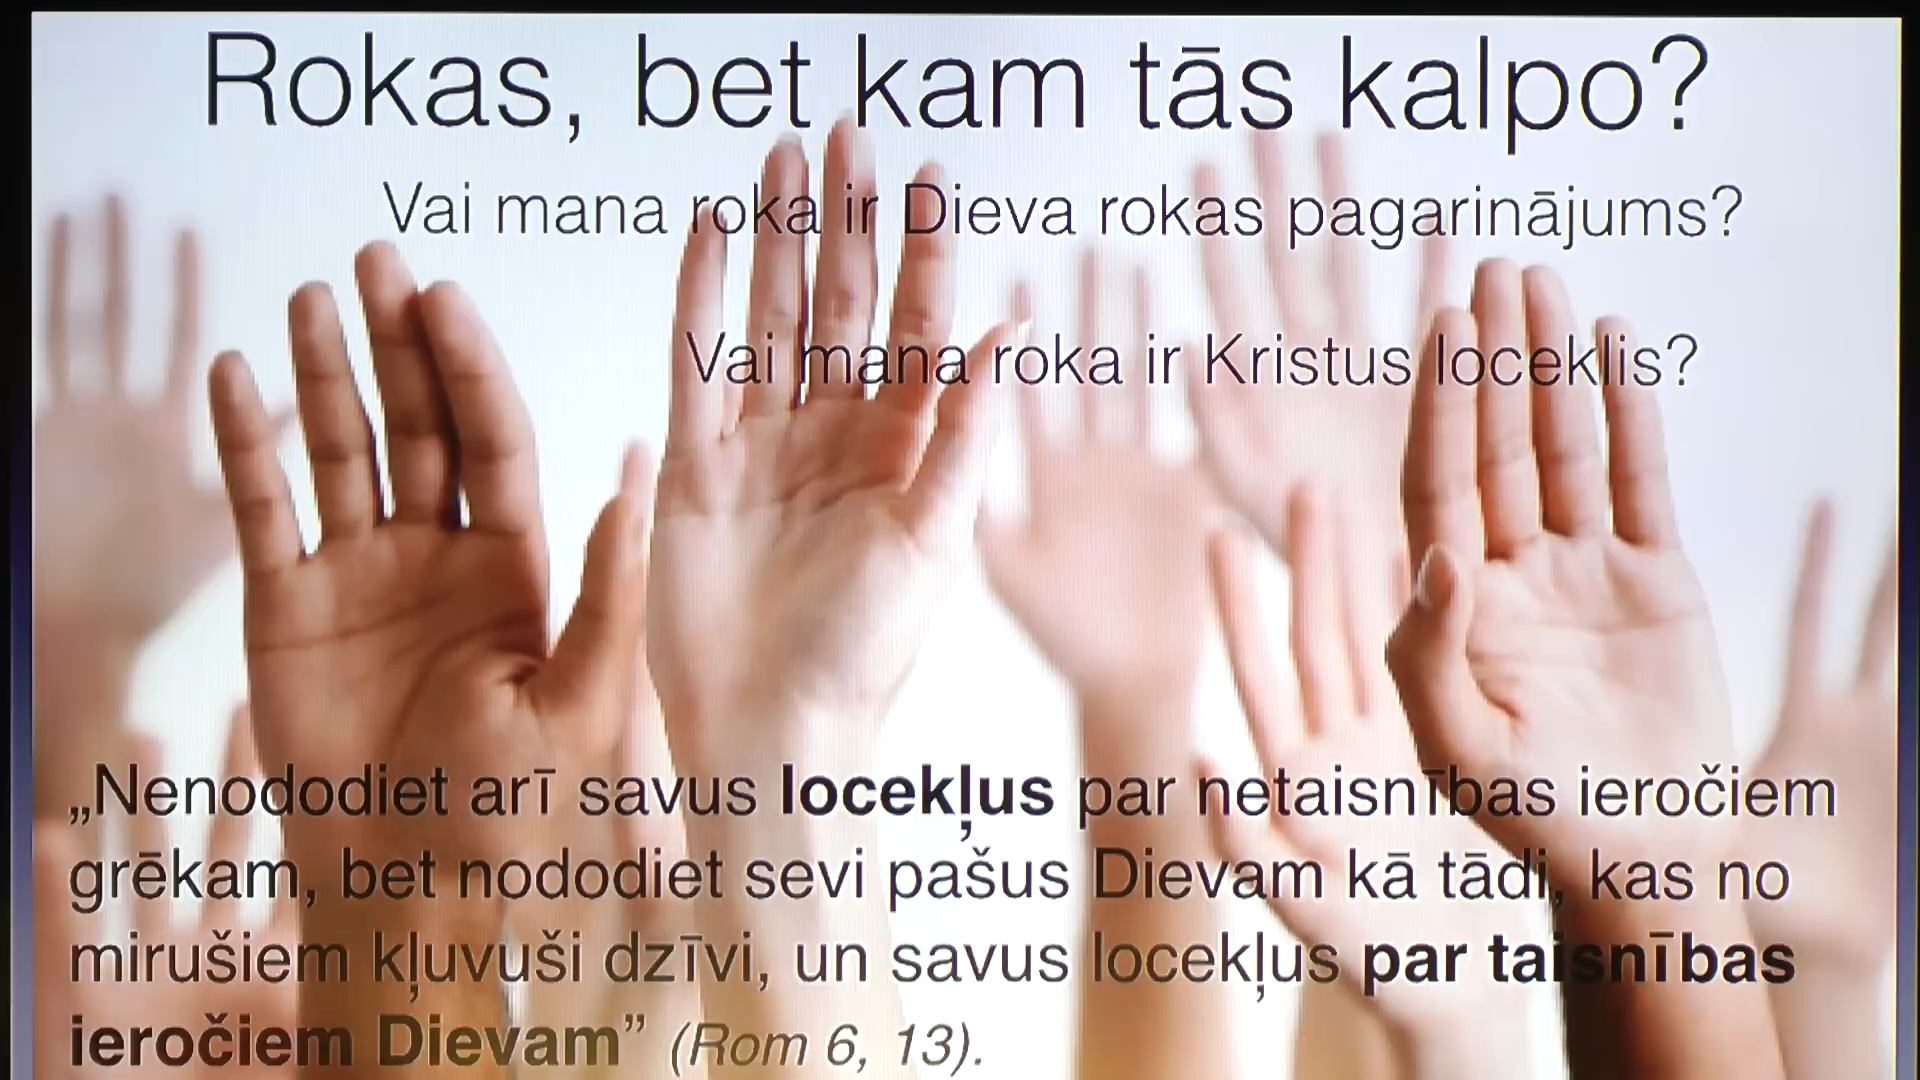 Rokas, bet kam tās kalpo?
Vai mana roka ir Dieva rokas pagarinājums?
Vai mana roka ir Kristus loceklis?
„Nenododiet arī savus locekļus par netaisnības ieročiem
grēkam, bet nododiet sevi pašus Dievam kā tādi, kas no
mirušiem kļuvuši dzīvi, un savus locekļus par taisnības
ieročiem Dievam” (Rom 6, 13).